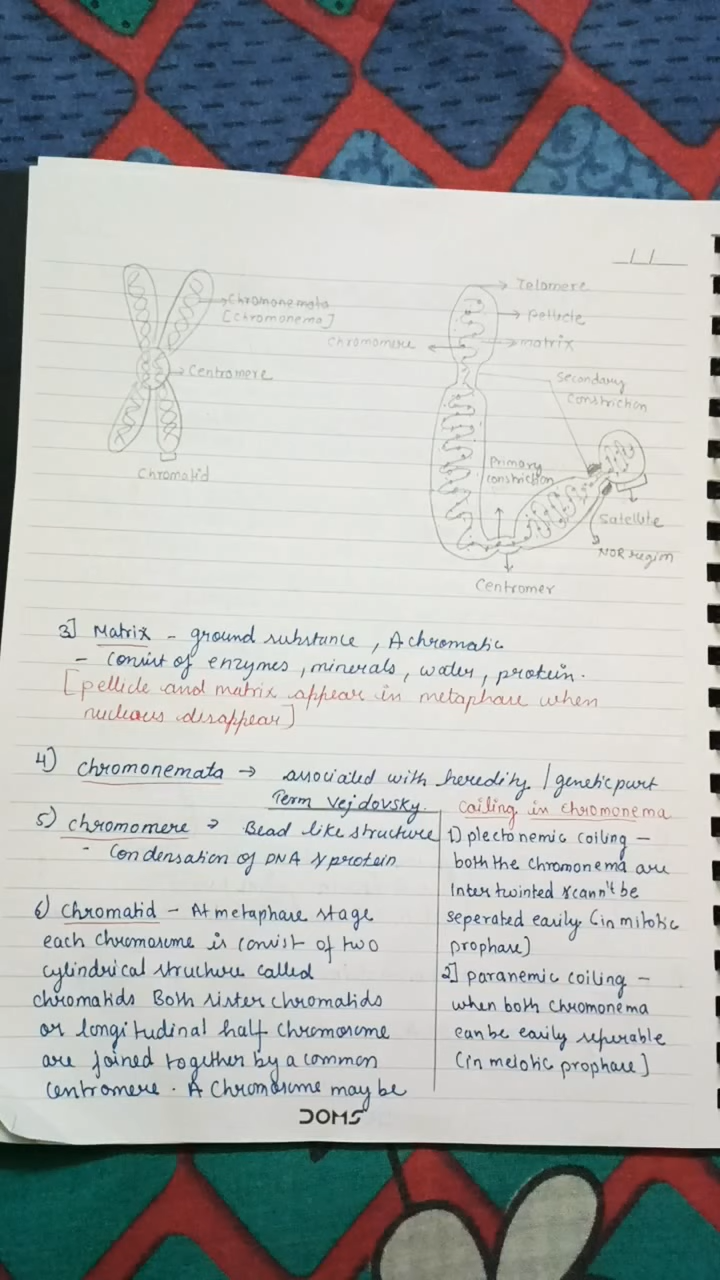 Chromonemata
[Chromonema]
Centromere
Chromatid
Telomere
Pellicle
Chromomere
matrix
Secondary
Constriction
Primary
constriction
Satellite
NOR region
Centromer
3] Matrix - ground substance, Achromatic
- consist of enzymes, minerals, water, protein.
[pellicle and matrix appear in metaphase when
nucleous disappear]
4) Chromonemata → associated with heredity / genetic part
Term Vejdovsky.
5) chromomere → Bead like structure
- Condensation of DNA & protein
6) Chromatid - At metaphase stage
each Chromosome is consist of two
cylindrical structure called
chromatids Both sister chromatids
or longitudinal half Chromosome
are joined together by a common
centromere. A Chromosome may be
coiling in chromonema
1) plectonemic coiling -
both the chromonema are
Inter twinted & cann't be
seperated easily (in mitotic
prophase]
2] paranemic coiling -
when both chromonema
can be easily seperable
(in meiotic prophase]
DOMS